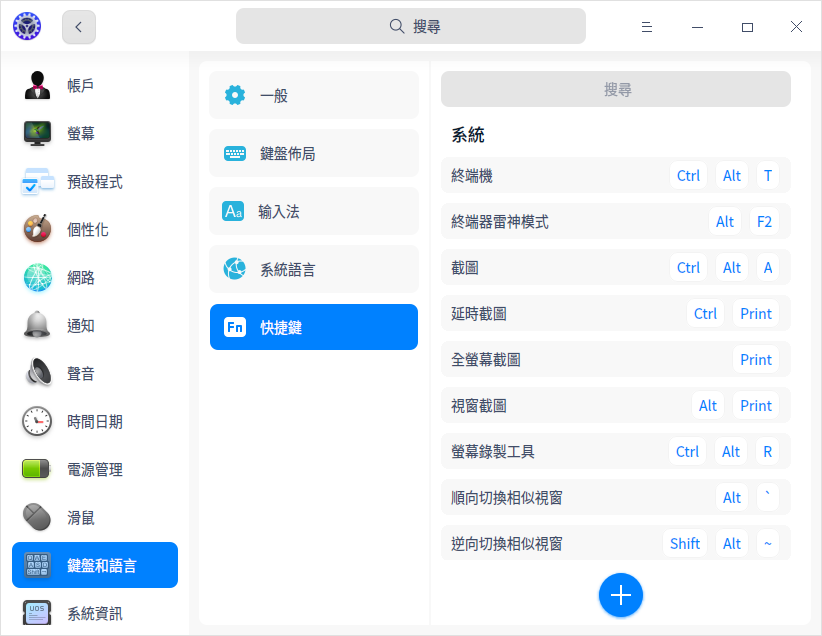 搜尋
帳戶
螢幕
預設程式
個性化
網路
通知
聲音
時間日期
電源管理
滑鼠
鍵盤和語言
UOS
系統資訊
一般
鍵盤佈局
Aa
输入法
系統語言
Fn
快捷鍵
搜尋
系統
終端機 Ctrl Alt T
終端器雷神模式 Alt F2
截圖 Ctrl Alt A
延時截圖 Ctrl Print
全螢幕截圖 Print
視窗截圖 Alt Print
螢幕錄製工具 Ctrl Alt R
順向切換相似視窗 Alt `
逆向切換相似視窗 Shift Alt ~